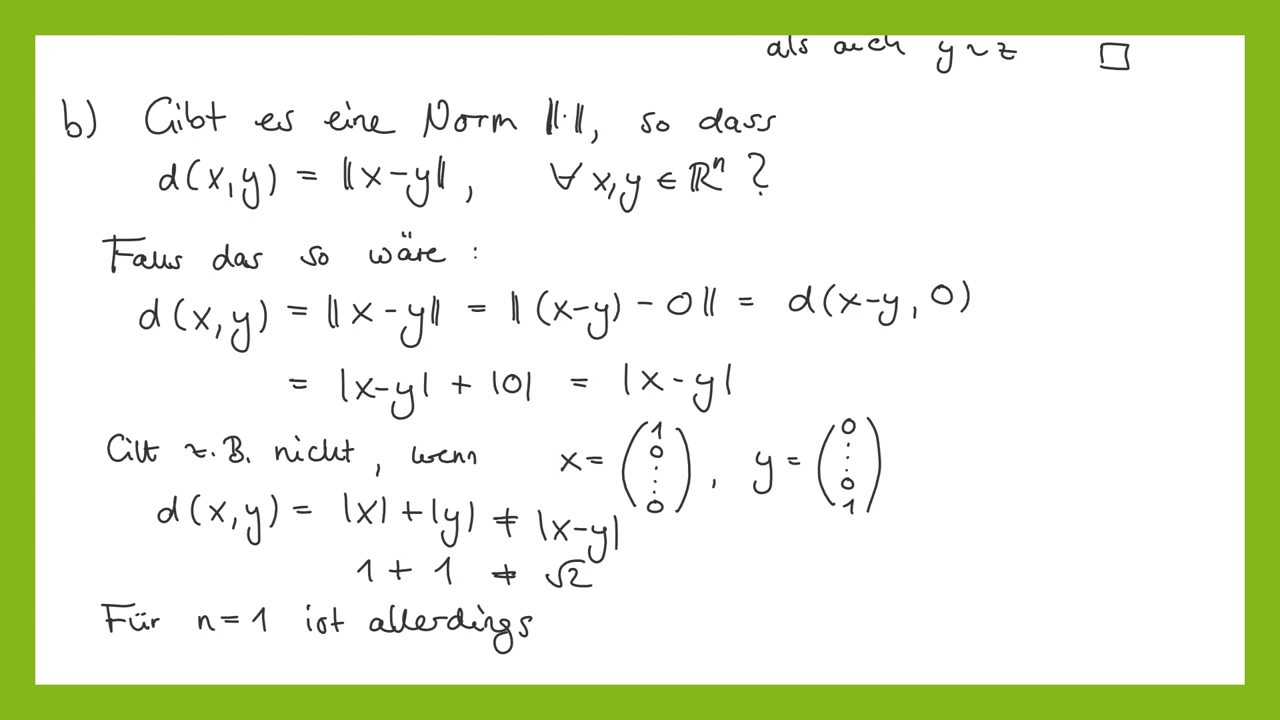 als auch y ~ z □
b) Gibt es eine Norm ‖·‖, so dass
d(x,y) = ‖x-y‖, ∀ x,y ∈ ℝⁿ ?
Falls das so wäre :
d(x,y) = ‖x-y‖ = ‖(x-y) - 0‖ = d(x-y, 0)
= |x-y| + |0| = |x-y|
Gilt z.B. nicht, wenn x = (1 0 ⋮ 0), y = (0 ⋮ 0 1)
d(x,y) = |x| + |y| ≠ |x-y|
1 + 1 ≠ √2
Für n=1 ist allerdings